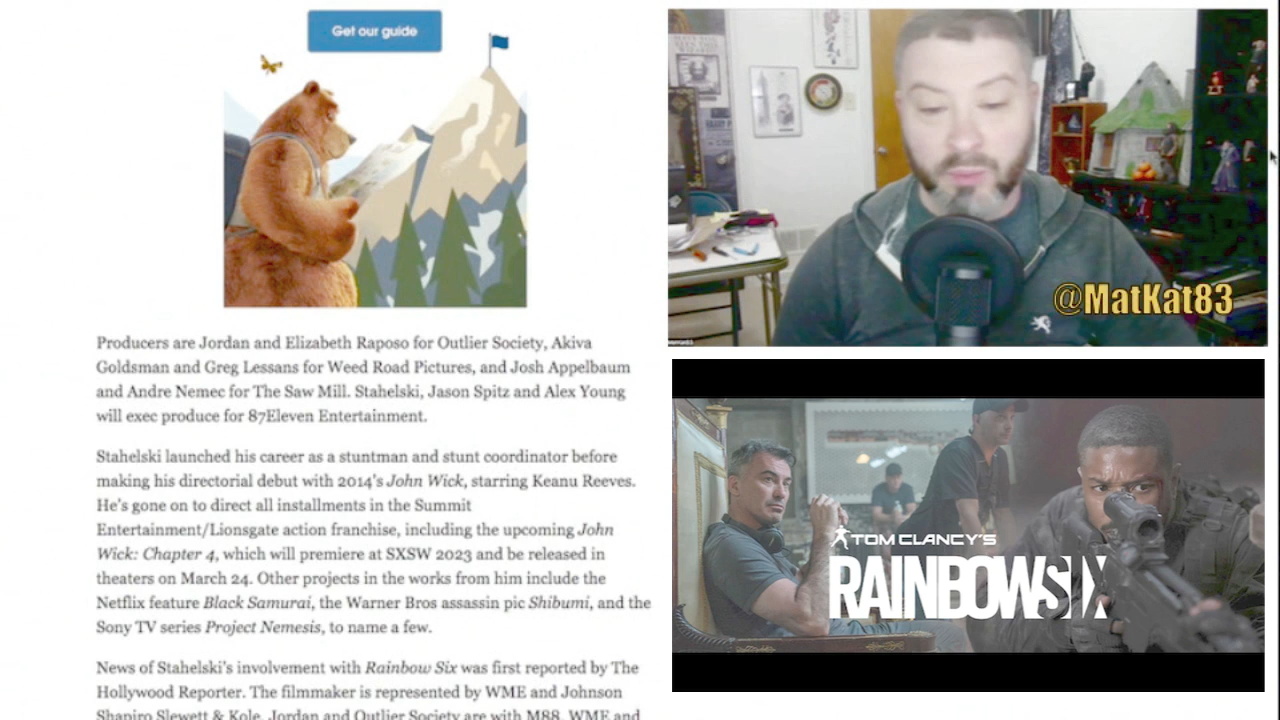 Get our guide
Producers are Jordan and Elizabeth Raposo for Outlier Society, Akiva
Goldsman and Greg Lessans for Weed Road Pictures, and Josh Appelbaum
and Andre Nemec for The Saw Mill. Stahelski, Jason Spitz and Alex Young
will exec produce for 87Eleven Entertainment.
Stahelski launched his career as a stuntman and stunt coordinator before
making his directorial debut with 2014's John Wick, starring Keanu Reeves.
He's gone on to direct all installments in the Summit
Entertainment/Lionsgate action franchise, including the upcoming John
Wick: Chapter 4, which will premiere at SXSW 2023 and be released in
theaters on March 24. Other projects in the works from him include the
Netflix feature Black Samurai, the Warner Bros assassin pic Shibumi, and the
Sony TV series Project Nemesis, to name a few.
News of Stahelski's involvement with Rainbow Six was first reported by The
Hollywood Reporter. The filmmaker is represented by WME and Johnson
Shapiro Slewett & Kole. Jordan and Outlier Society are with M88, WME and
@MatKat83
TOM CLANCY'S
RAINBOWSIX